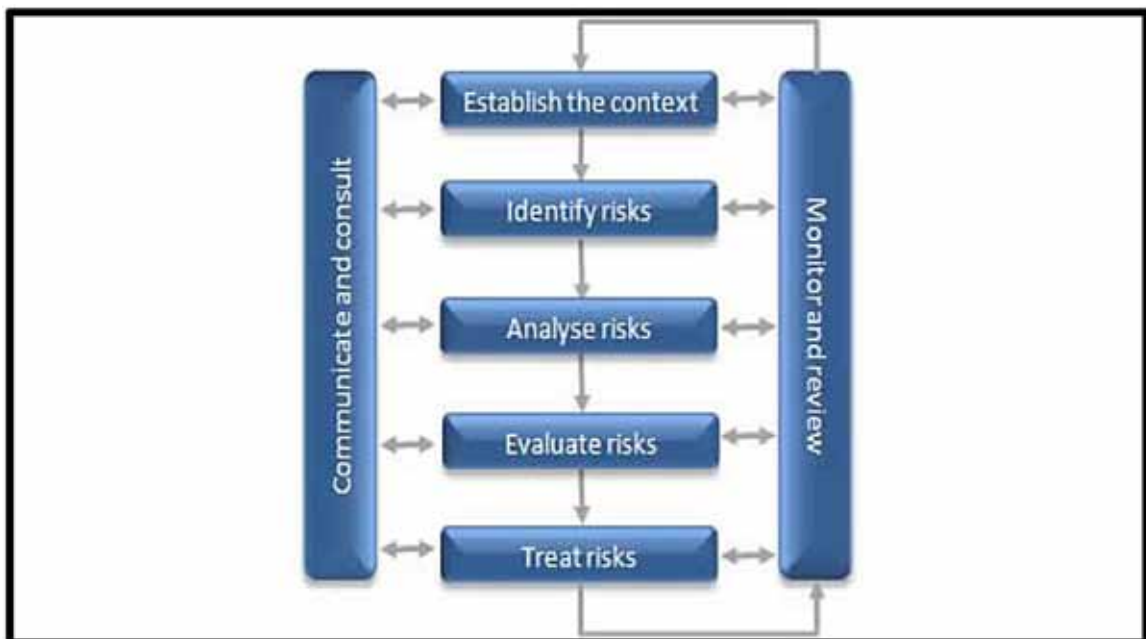 Establish the context
Communicate and consult
Identify risks
Monitor and review
Analyse risks
Evaluate risks
Treat risks